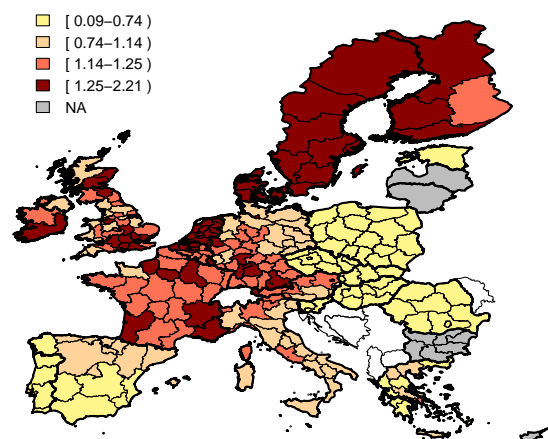 [ 0.09–0.74 )
[ 0.74–1.14 )
[ 1.14–1.25 )
[ 1.25–2.21 )
NA